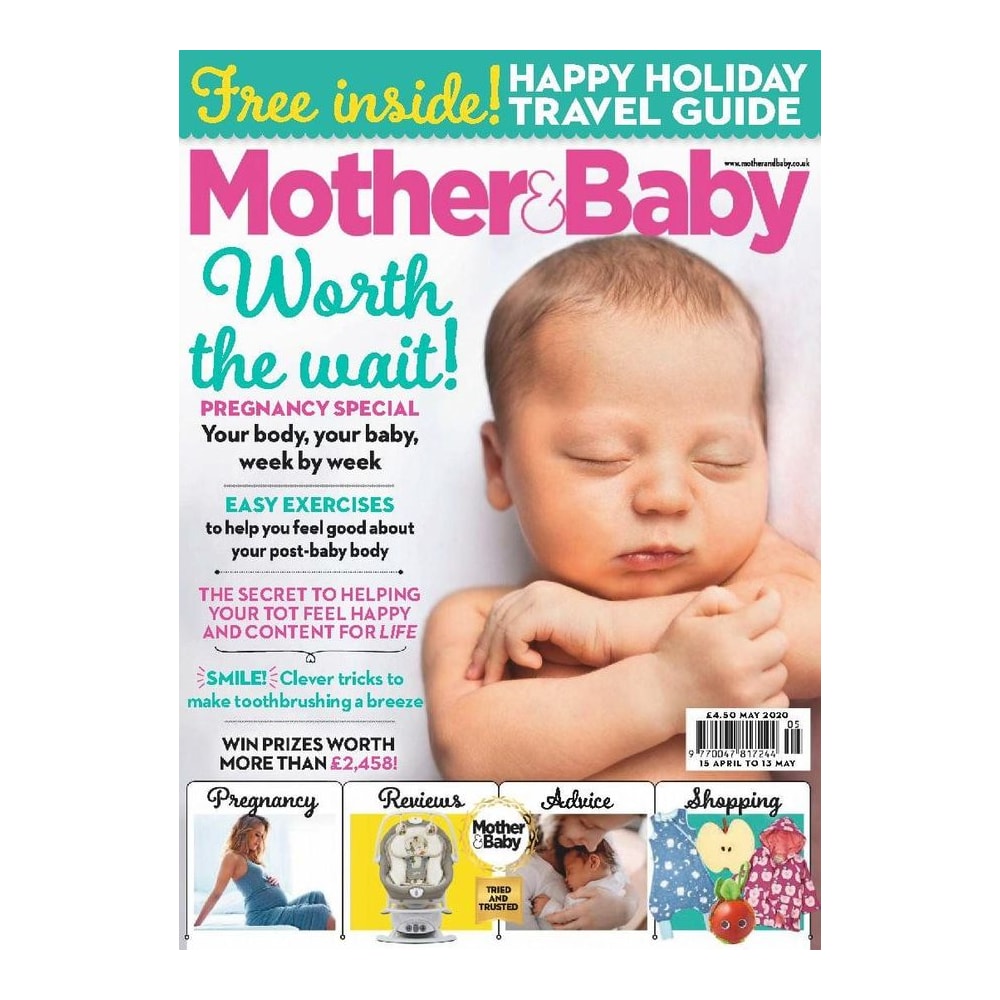 Free inside! HAPPY HOLIDAY
TRAVEL GUIDE
www.motherandbaby.co.uk
Mother&Baby
Worth
the wait!
PREGNANCY SPECIAL
Your body, your baby,
week by week
EASY EXERCISES
to help you feel good about
your post-baby body
THE SECRET TO HELPING
YOUR TOT FEEL HAPPY
AND CONTENT FOR LIFE
SMILE! Clever tricks to
make toothbrushing a breeze
WIN PRIZES WORTH
MORE THAN £2,458!
£4.50 MAY 2020
05
9 770047 817244
15 APRIL TO 13 MAY
Pregnancy
Reviews
Mother
&Baby
TRIED
AND
TRUSTED
Advice
Shopping